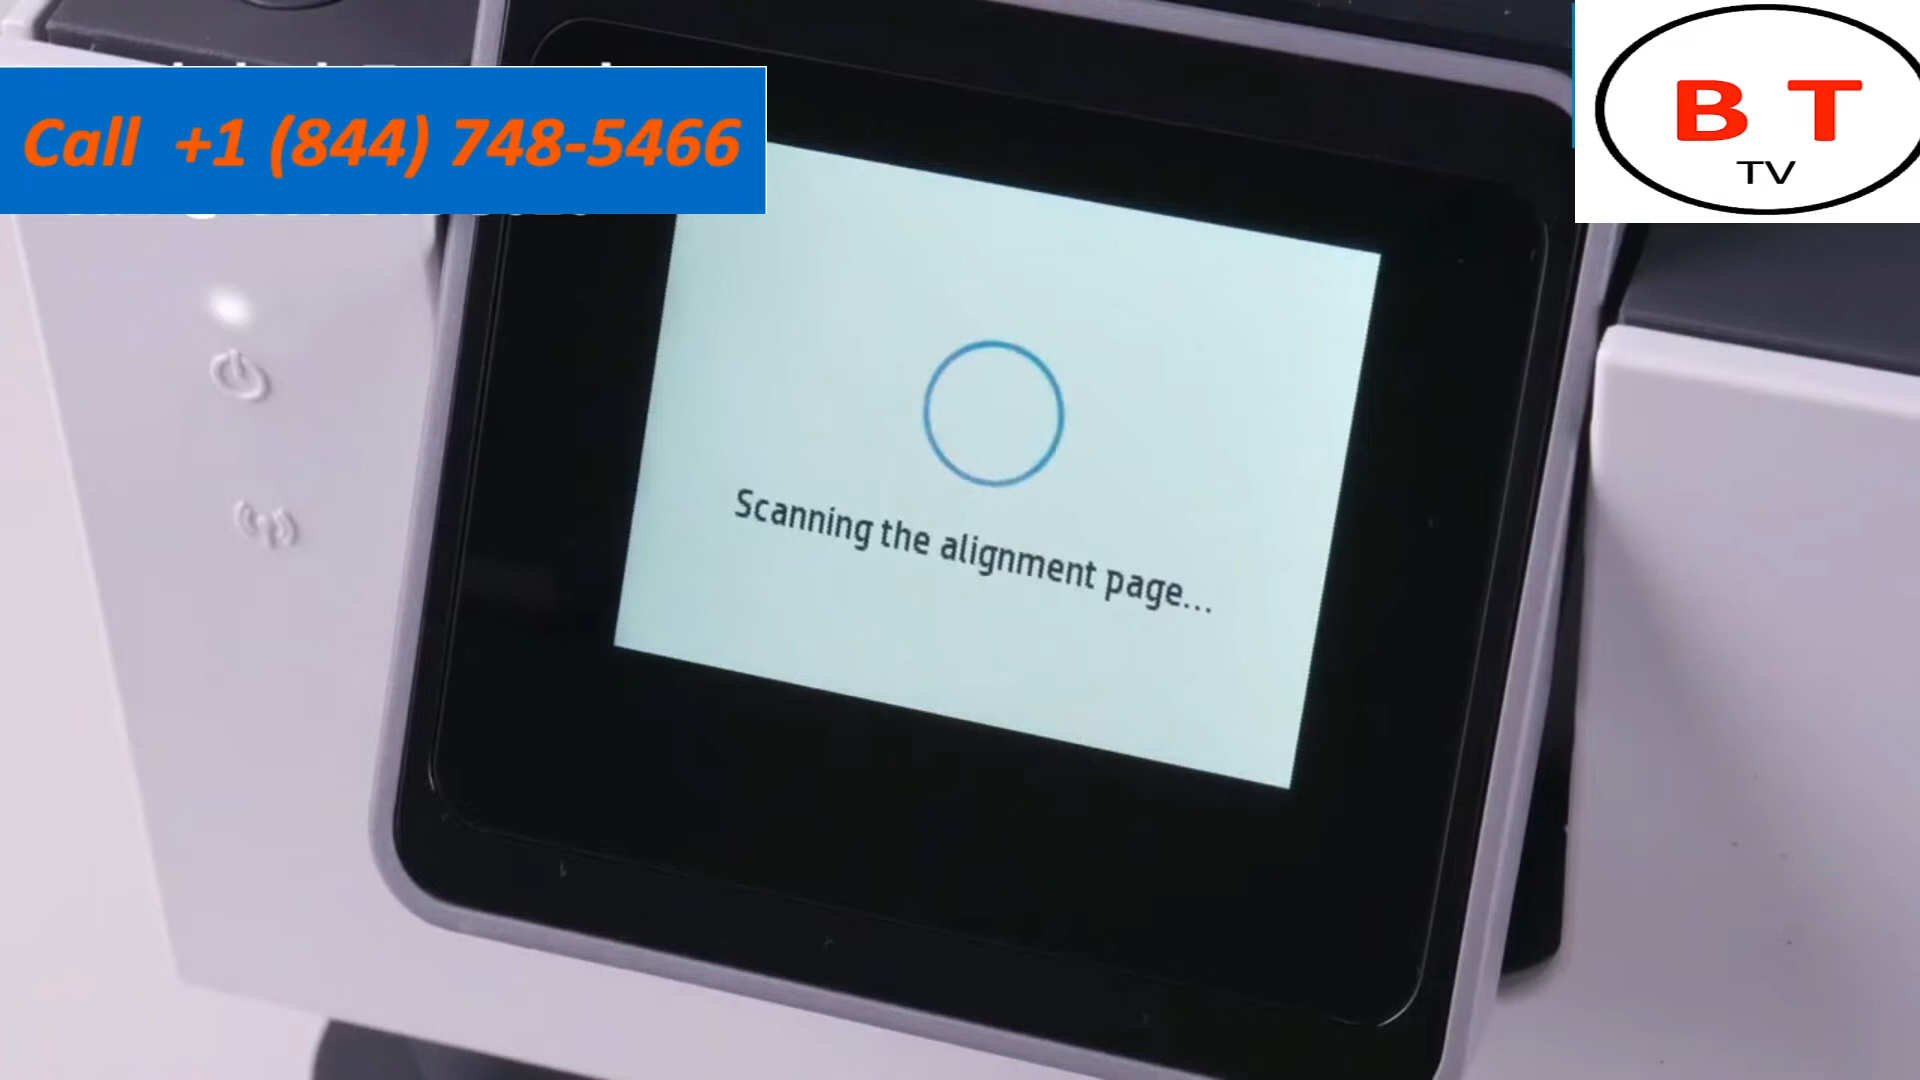 Call +1 (844) 748-5466
B T
TV
Scanning the alignment page...